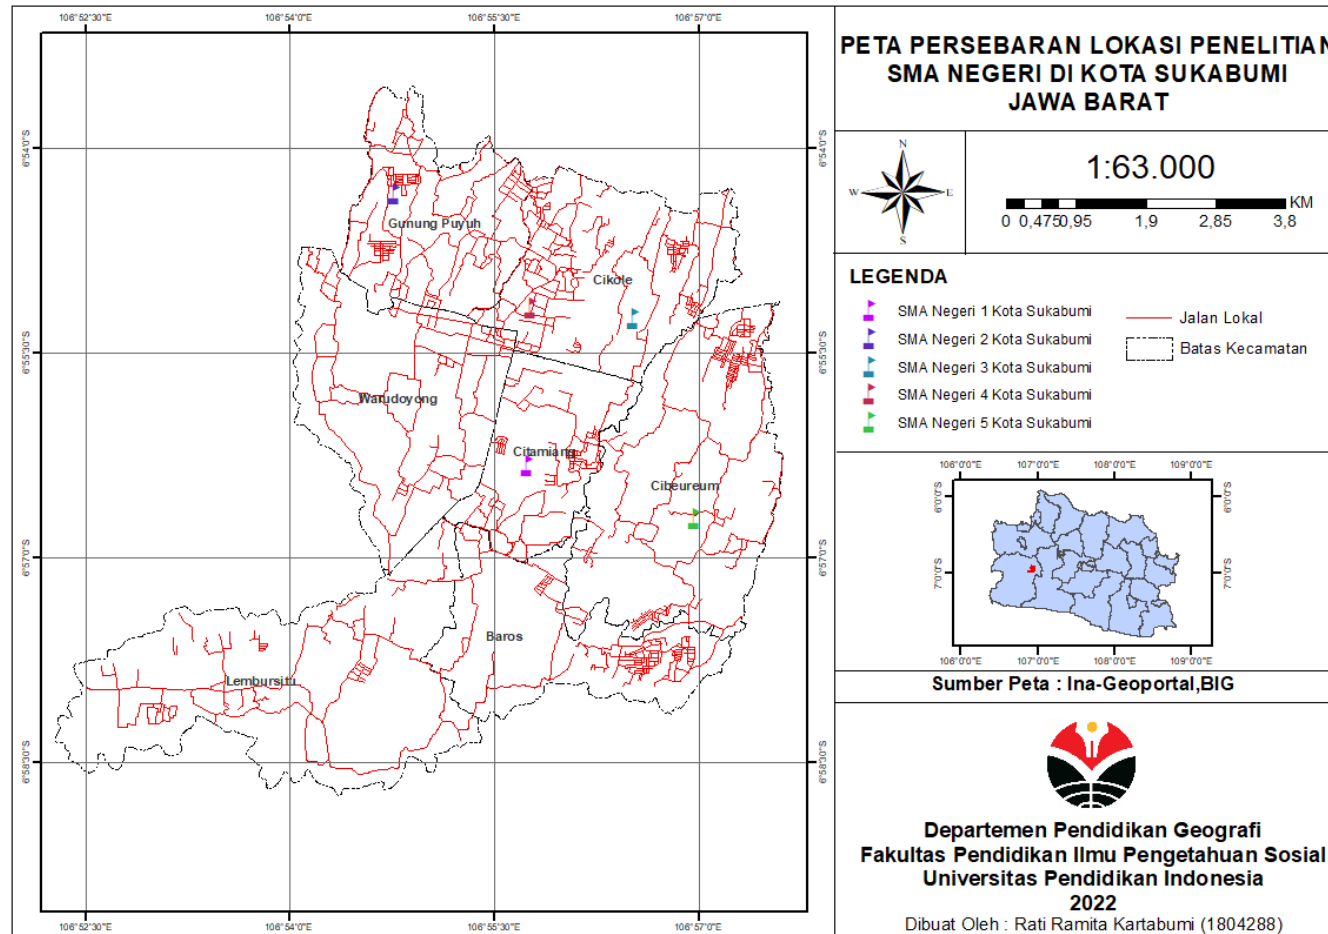 106°52'30"E 106°54'0"E 106°55'30"E 106°57'0"E
6°54'0"S 6°54'0"S
6°55'30"S 6°55'30"S
6°57'0"S 6°57'0"S
6°58'30"S 6°58'30"S
Gunung Puyuh
Cikole
Warudoyong
Citamiang
Cibeureum
Baros
Lembursitu
106°52'30"E 106°54'0"E 106°55'30"E 106°57'0"E
PETA PERSEBARAN LOKASI PENELITIAN
SMA NEGERI DI KOTA SUKABUMI
JAWA BARAT
N
W E
S
1:63.000
KM
0 0,475 0,95 1,9 2,85 3,8
LEGENDA
SMA Negeri 1 Kota Sukabumi
SMA Negeri 2 Kota Sukabumi
SMA Negeri 3 Kota Sukabumi
SMA Negeri 4 Kota Sukabumi
SMA Negeri 5 Kota Sukabumi
Jalan Lokal
Batas Kecamatan
106°0'0"E 107°0'0"E 108°0'0"E 109°0'0"E
6°0'0"S 6°0'0"S
7°0'0"S 7°0'0"S
106°0'0"E 107°0'0"E 108°0'0"E 109°0'0"E
Sumber Peta : Ina-Geoportal,BIG
Departemen Pendidikan Geografi
Fakultas Pendidikan Ilmu Pengetahuan Sosial
Universitas Pendidikan Indonesia
2022
Dibuat Oleh : Rati Ramita Kartabumi (1804288)